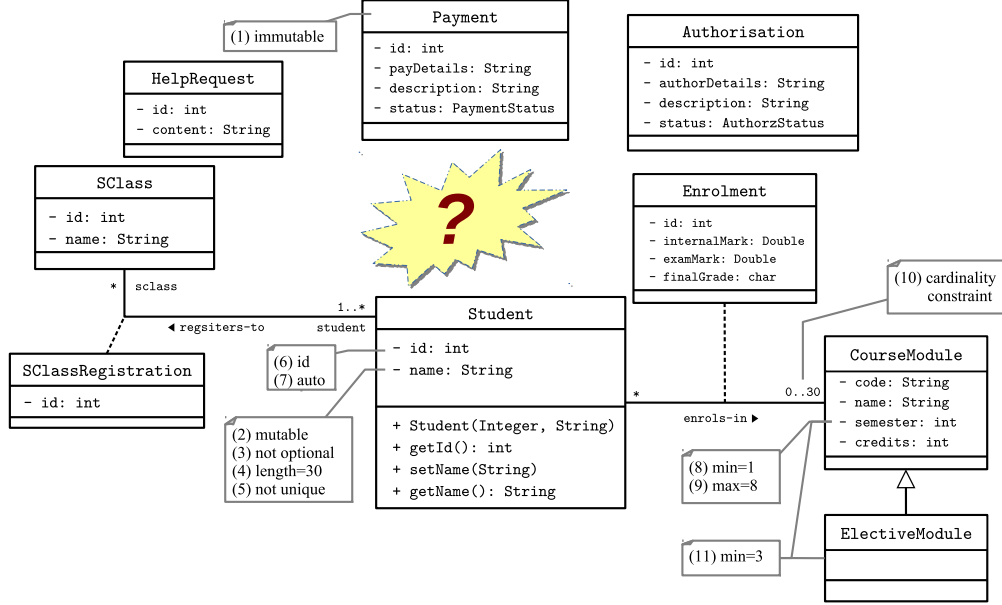 Payment
- id: int
- payDetails: String
- description: String
- status: PaymentStatus
(1) immutable
Authorisation
- id: int
- authorDetails: String
- description: String
- status: AuthorzStatus
HelpRequest
- id: int
- content: String
SClass
- id: int
- name: String
?
Enrolment
- id: int
- internalMark: Double
- examMark: Double
- finalGrade: char
(10) cardinality
constraint
* sclass
1..*
◀ regsiters-to student
Student
- id: int
- name: String
+ Student(Integer, String)
+ getId(): int
+ setName(String)
+ getName(): String
(6) id
(7) auto
SClassRegistration
- id: int
(2) mutable
(3) not optional
(4) length=30
(5) not unique
*
0..30
enrols-in ▶
CourseModule
- code: String
- name: String
- semester: int
- credits: int
(8) min=1
(9) max=8
ElectiveModule
(11) min=3